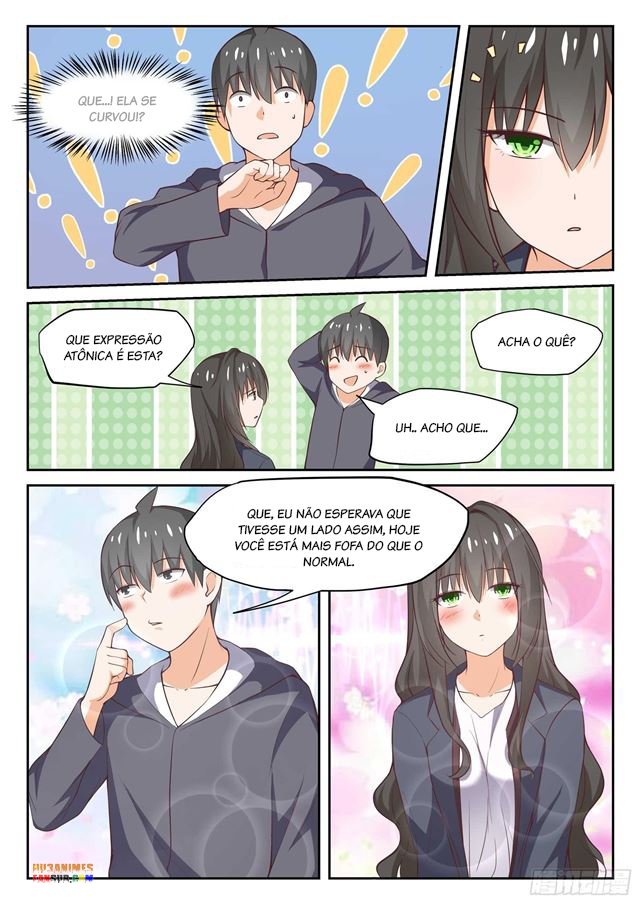 QUE...! ELA SE
CURVOU!?
QUE EXPRESSÃO
ATÔNICA É ESTA?
ACHA O QUÊ?
UH.. ACHO QUE...
QUE, EU NÃO ESPERAVA QUE
TIVESSE UM LADO ASSIM, HOJE
VOCÊ ESTÁ MAIS FOFA DO QUE O
NORMAL.